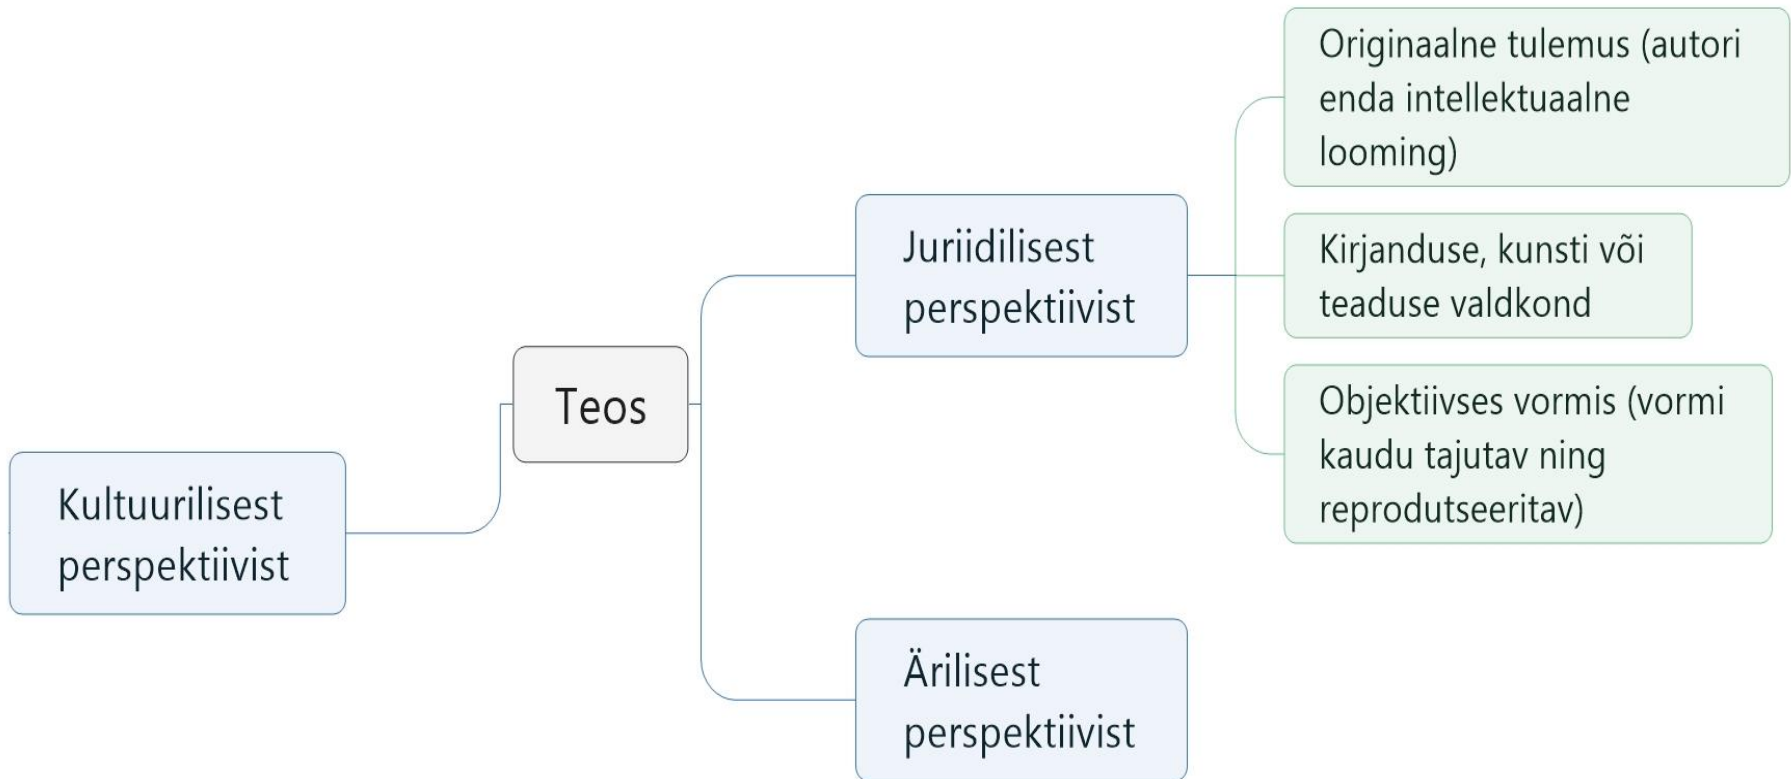 Teos
Kultuurilisest
perspektiivist
Juriidilisest
perspektiivist
Originaalne tulemus (autori
enda intellektuaalne
looming)
Kirjanduse, kunsti või
teaduse valdkond
Objektiivses vormis (vormi
kaudu tajutav ning
reprodutseeritav)
Ärilisest
perspektiivist